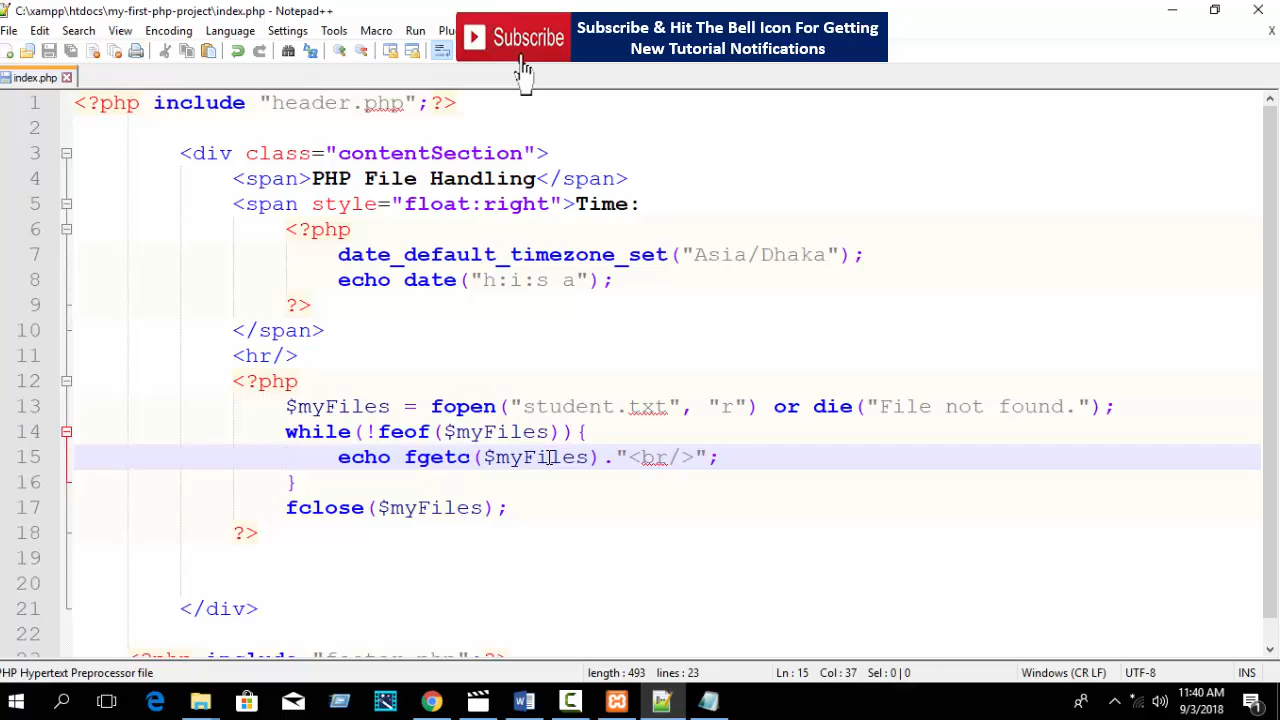 C:\xampp\htdocs\my-first-php-project\index.php - Notepad++
File Edit Search View Encoding Language Settings Tools Macro Run
Subscribe
Subscribe & Hit The Bell Icon For Getting
New Tutorial Notifications
index.php
1 <?php include "header.php";?>
2
3 <div class="contentSection">
4 <span>PHP File Handling</span>
5 <span style="float:right">Time:
6 <?php
7 date_default_timezone_set("Asia/Dhaka");
8 echo date("h:i:s a");
9 ?>
10 </span>
11 <hr/>
12 <?php
13 $myFiles = fopen("student.txt", "r") or die("File not found.");
14 while(!feof($myFiles)){
15 echo fgetc($myFiles)."<br/>";
16 }
17 fclose($myFiles);
18 ?>
19
20
21 </div>
22
23 <?php include "footer.php";?>
PHP Hypertext Preprocessor file length : 493 lines : 23 Ln : 15 Col : 37 Sel : 0 | 0 Windows (CR LF) UTF-8 INS
11:40 AM
9/3/2018